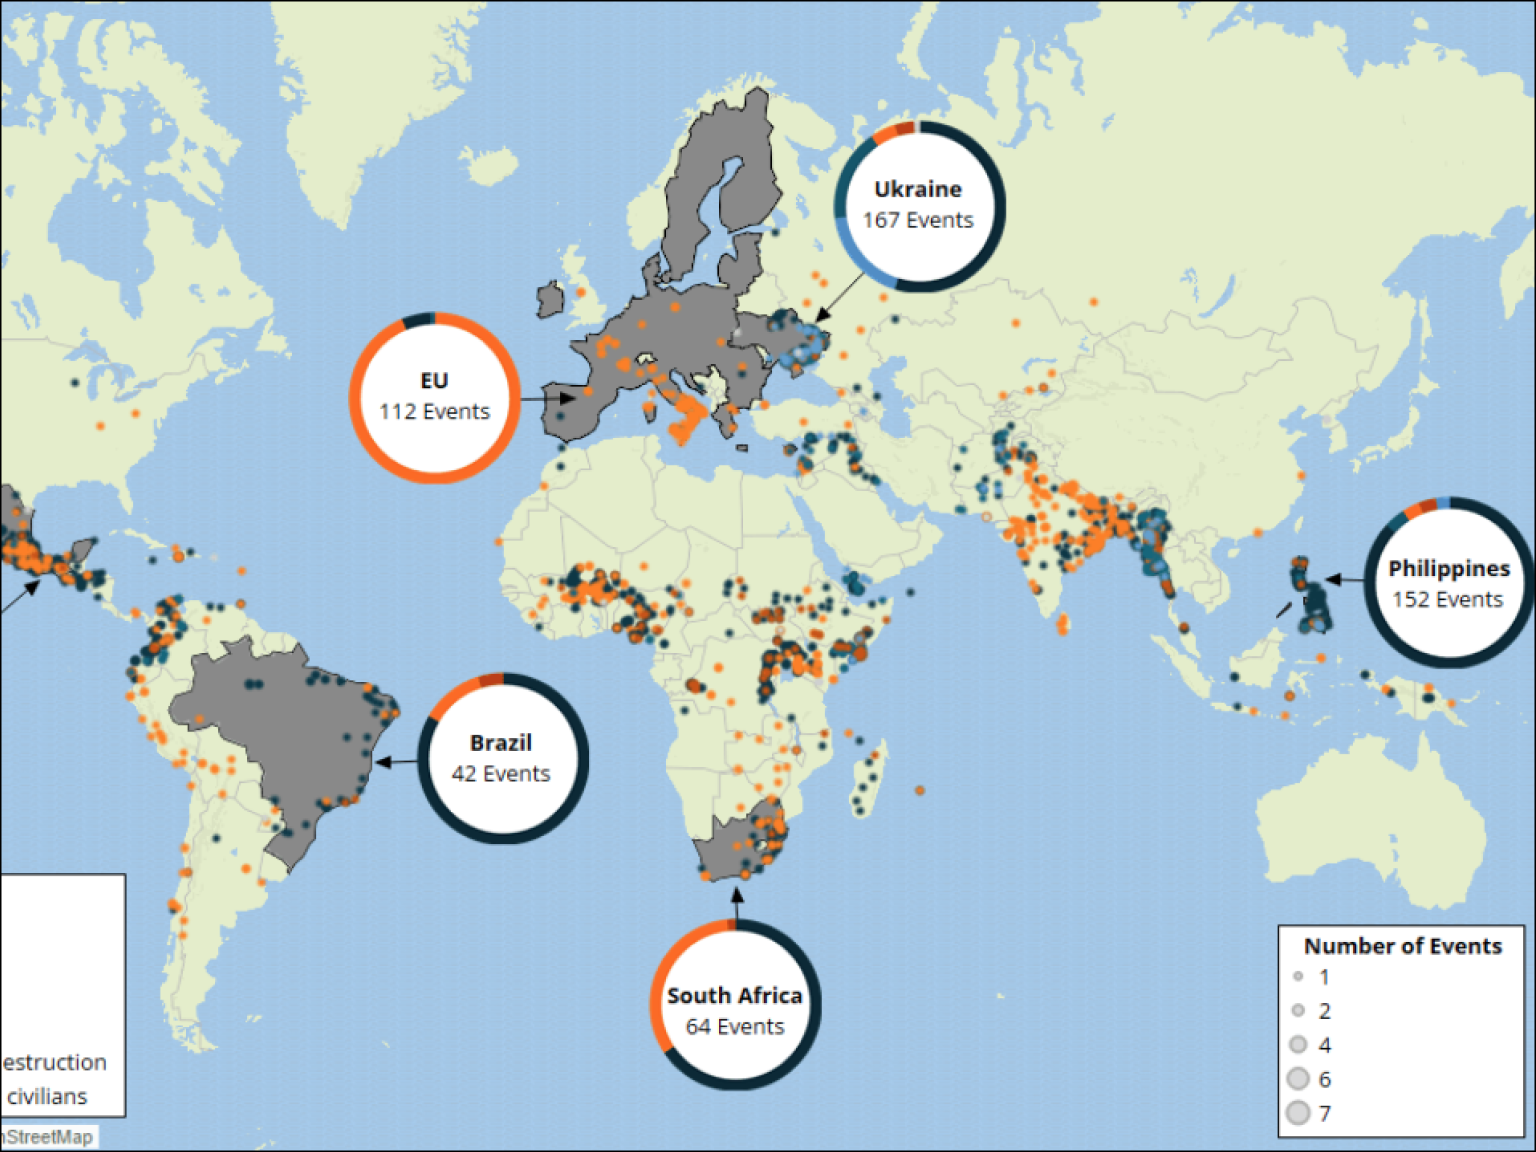 Ukraine
167 Events
EU
112 Events
Philippines
152 Events
Brazil
42 Events
South Africa
64 Events
estruction
civilians
nStreetMap
Number of Events
1
2
4
6
7